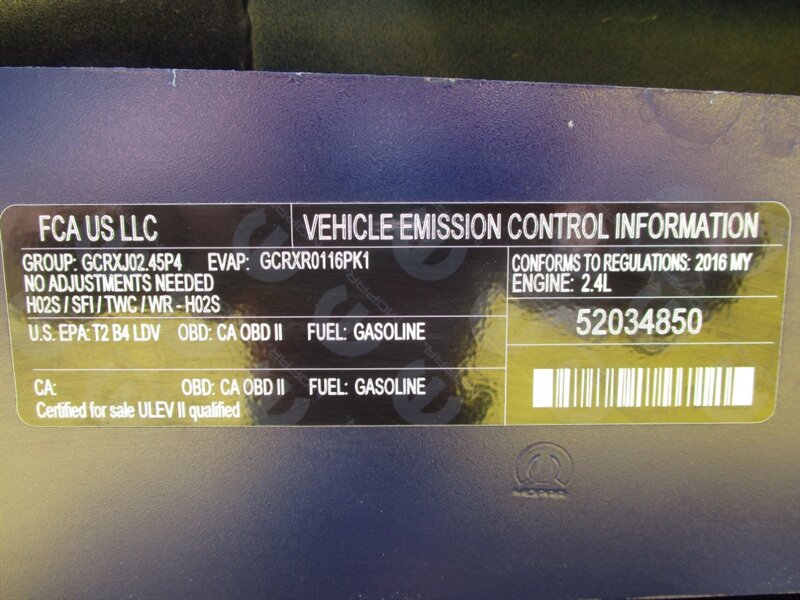 FCA US LLC
VEHICLE EMISSION CONTROL INFORMATION
GROUP: GCRXJ02.45P4 EVAP: GCRXR0116PK1
NO ADJUSTMENTS NEEDED
H02S / SFI / TWC / WR - H02S
CONFORMS TO REGULATIONS: 2016 MY
ENGINE: 2.4L
U.S. EPA: T2 B4 LDV OBD: CA OBD II FUEL: GASOLINE
52034850
CA: OBD: CA OBD II FUEL: GASOLINE
Certified for sale ULEV II qualified
MOPAR